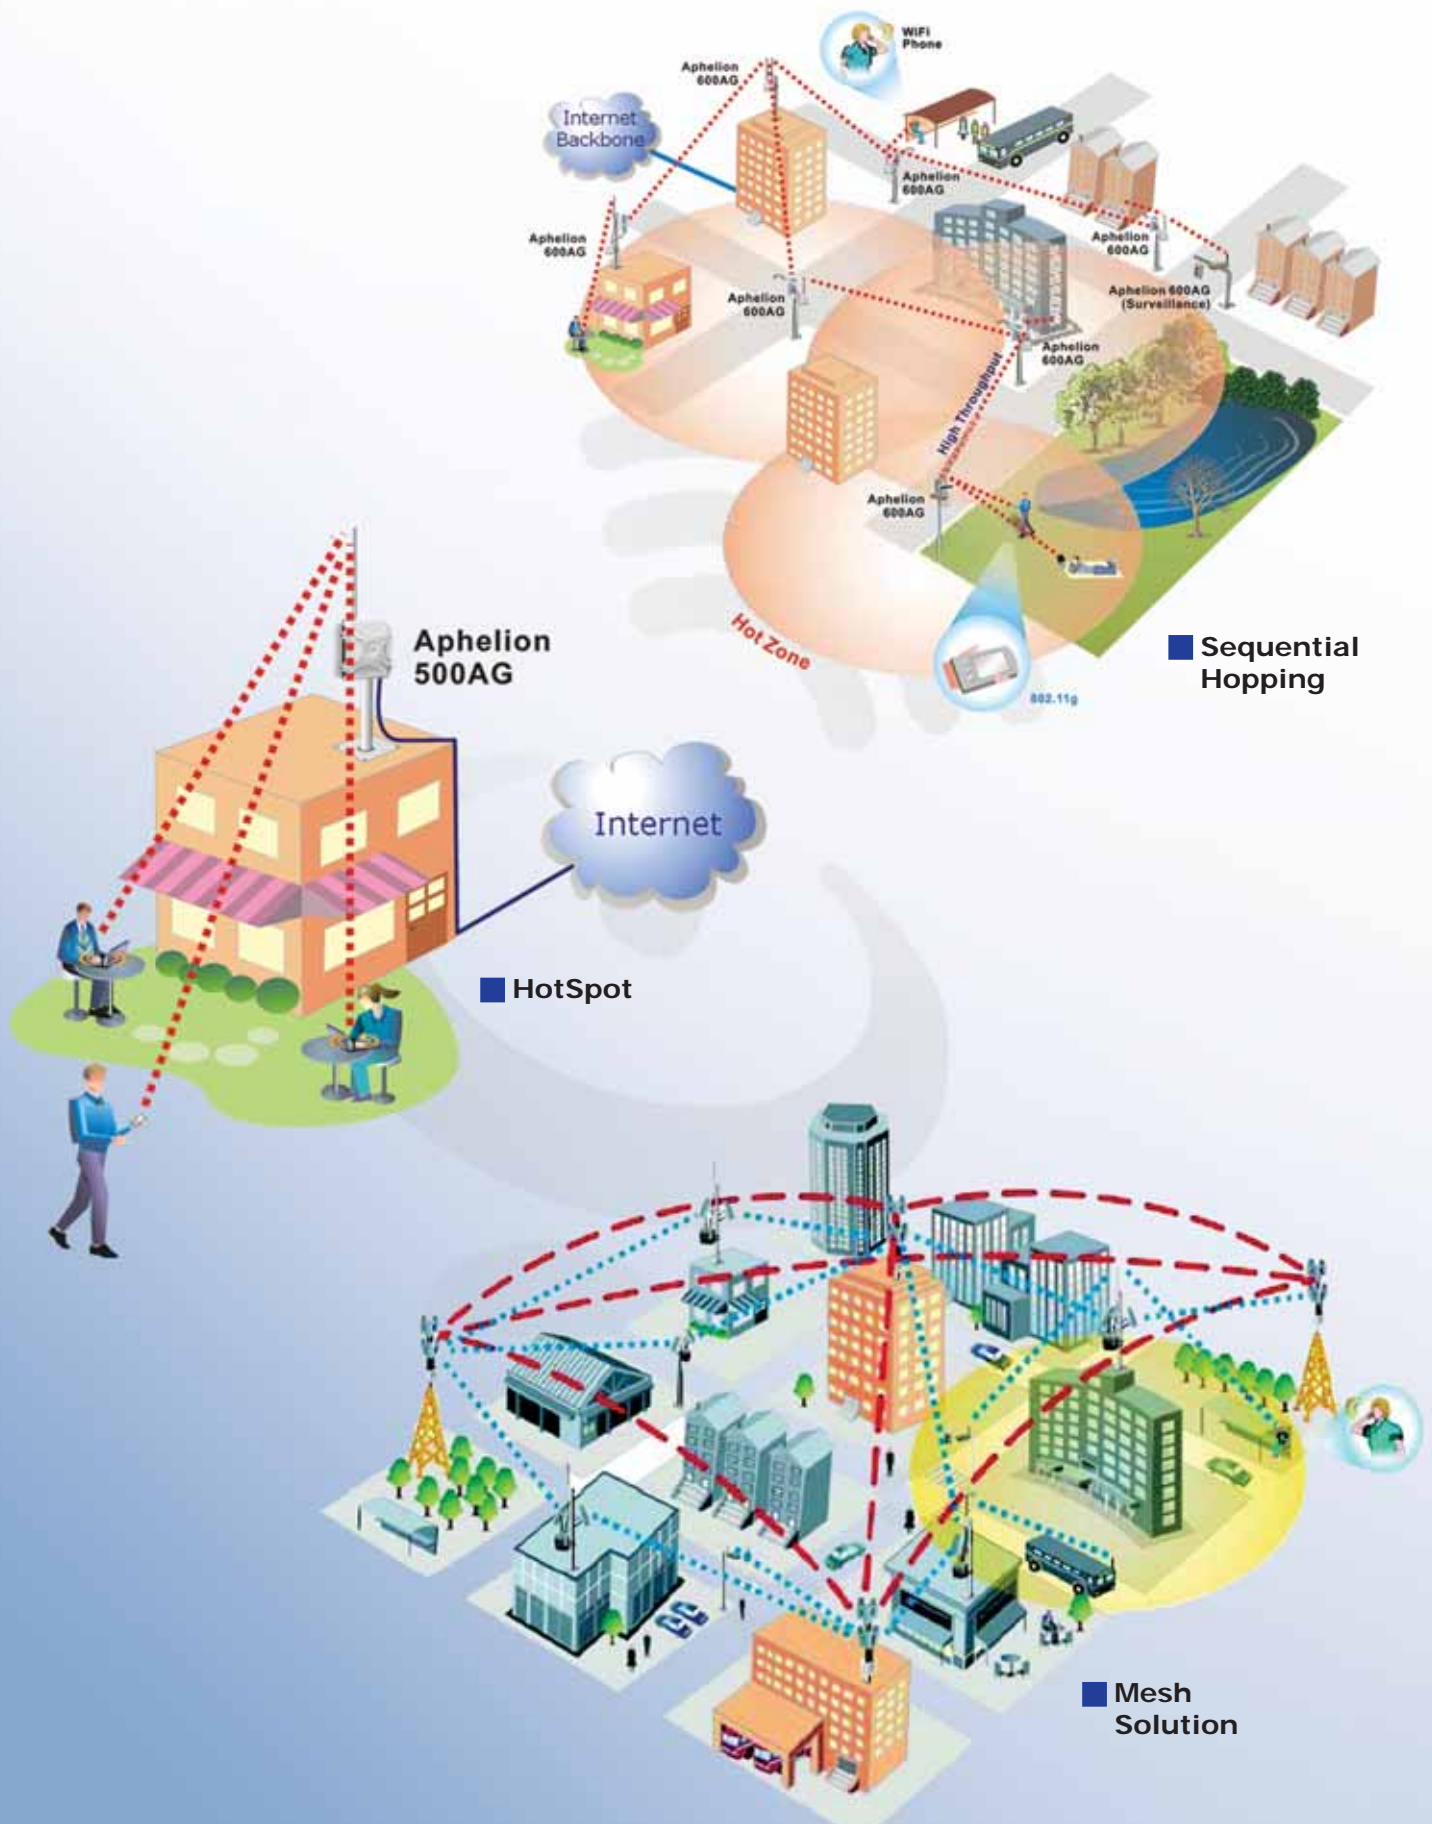 WiFi
Phone
Aphelion
600AG
Internet
Backbone
Aphelion
600AG
Aphelion
600AG
Aphelion
600AG
Aphelion 600AG
(Surveillance)
Aphelion
600AG
Aphelion
600AG
High Throughput
Aphelion
600AG
Hot Zone
802.11g
Sequential
Hopping
Aphelion
500AG
Internet
HotSpot
Mesh
Solution